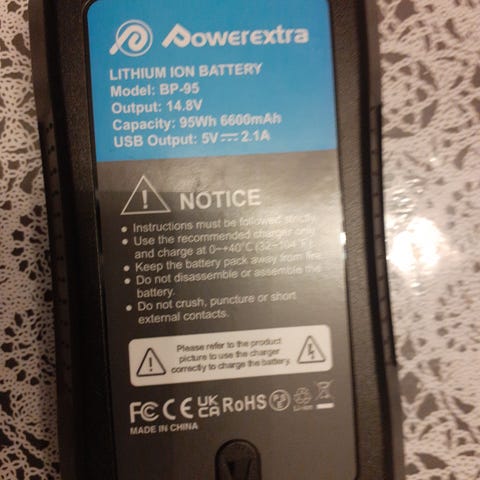 Powerextra
LITHIUM ION BATTERY
Model: BP-95
Output: 14.8V
Capacity: 95Wh 6600mAh
USB Output: 5V⎓2.1A
NOTICE
• Instructions must be followed strictly.
• Use the recommended charger only
and charge at 0~+40°C (32~104°F).
• Keep the battery pack away from fire.
• Do not disassemble or assemble the
battery.
• Do not crush, puncture or short
external contacts.
Please refer to the product
picture to use the charger
correctly to charge the battery.
FC CE UK CA RoHS
MADE IN CHINA